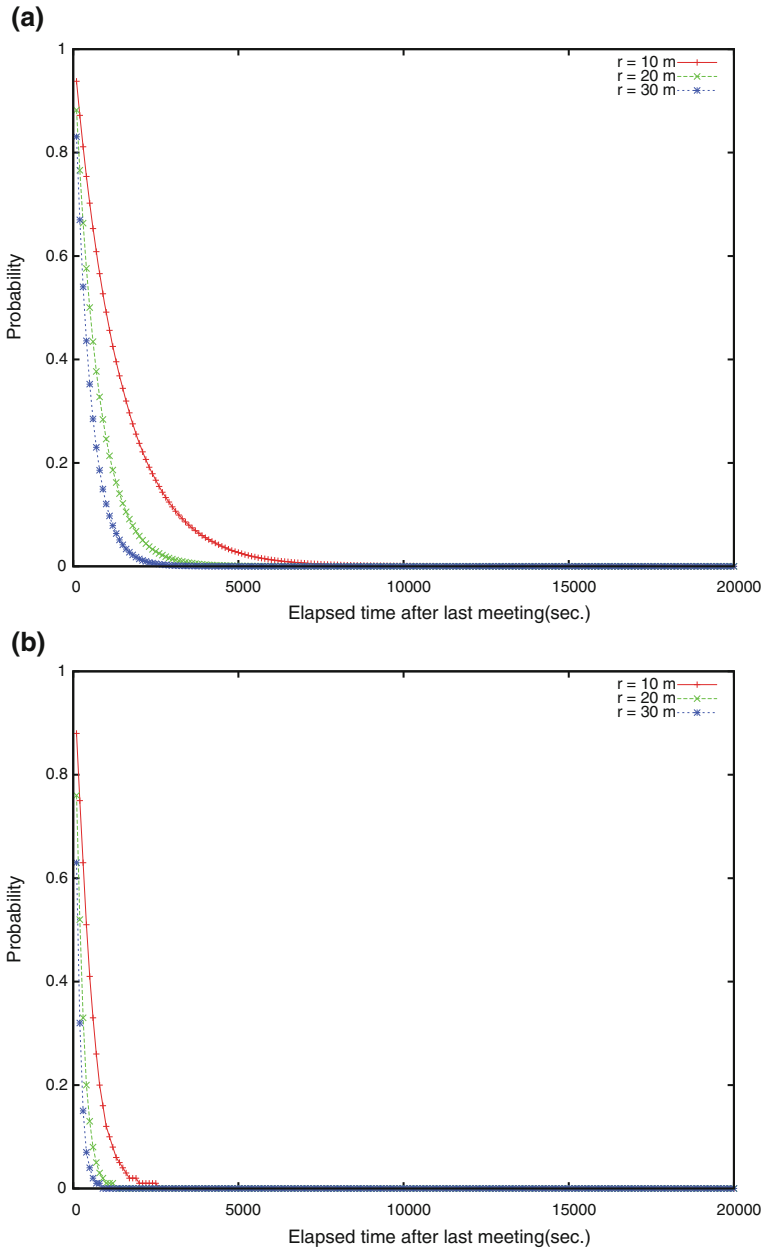 (a)
1
0.8
0.6
0.4
0.2
0
Probability
r = 10 m
r = 20 m
r = 30 m
0 5000 10000 15000 20000
Elapsed time after last meeting(sec.)
(b)
1
0.8
0.6
0.4
0.2
0
Probability
r = 10 m
r = 20 m
r = 30 m
0 5000 10000 15000 20000
Elapsed time after last meeting(sec.)